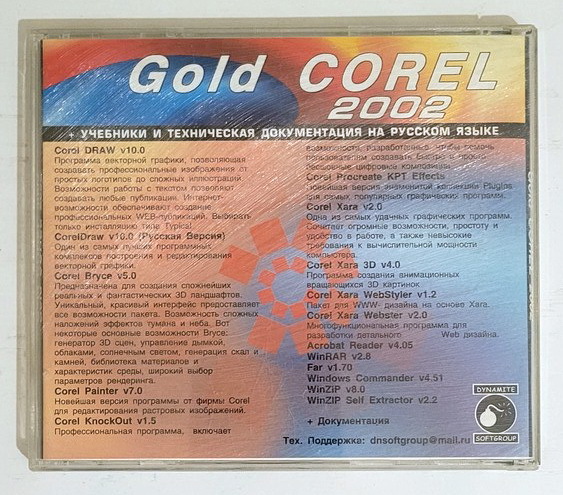 Gold COREL
2002
+ УЧЕБНИКИ И ТЕХНИЧЕСКАЯ ДОКУМЕНТАЦИЯ НА РУССКОМ ЯЗЫКЕ
Corel DRAW v10.0
Программа векторной графики, позволяющая
создавать профессиональные изображения от
простых логотипов до сложных иллюстраций.
Возможности работы с текстом позволяют
создавать любые публикации. Интернет-
возможности обеспечивают создание
профессиональных WEB-публикаций. Выбирать
только инсталляцию типа Typical.
CorelDraw v10.0 (Русская Версия)
Один из самых лучших программных
комплексов построения и редактирования
векторной графики.
Corel Bryce v5.0
Предназначена для создания сложнейших
реальных и фантастических 3D ландшафтов.
Уникальный, красивый интерфейс предоставляет
все возможности пакета. Возможность сложных
наложений эффектов тумана и неба. Вот
некоторые основные возможности Bryce:
генератор 3D сцен, управление дымкой,
облаками, солнечным светом, генерация скал и
камней, библиотека материалов и
характеристик среды, широкий выбор
параметров рендеринга.
Corel Painter v7.0
Новейшая версия программы от фирмы Corel
для редактирования растровых изображений.
Corel KnockOut v1.5
Профессиональная программа, включает
возможности, разработанные, чтобы помочь
пользователям создавать быстро и просто
бесшовные цифровые композиты.
Corel Procreate KPT Effects
Новейшая версия знаменитой коллекции Plugins
для самых популярных графических программ.
Corel Xara v2.0
Одна из самых удачных графических программ.
Сочетает огромные возможности, простоту и
удобство в работе, а также невысокие
требования к вычислительной мощности
компьютера.
Corel Xara 3D v4.0
Программа создания анимационных
вращающихся 3D картинок
Corel Xara WebStyler v1.2
Пакет для WWW- дизайна на основе Xara.
Corel Xara Webster v2.0
Многофункциональная программа для
разработки детального Web дизайна.
Acrobat Reader v4.05
WinRAR v2.8
Far v1.70
Windows Commander v4.51
WinZiP v8.0
WinZIP Self Extractor v2.2
+ Документация
Тех. Поддержка: dnsoftgroup@mail.ru
DYNAMITE
SOFTGROUP